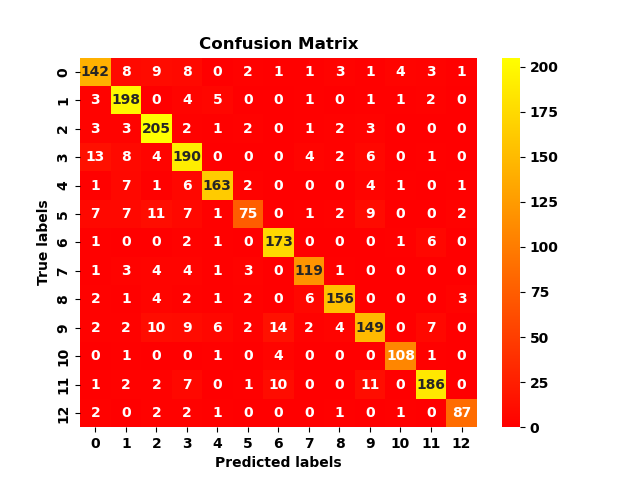 Confusion Matrix
0 142 8 9 8 0 2 1 1 3 1 4 3 1
1 3 198 0 4 5 0 0 1 0 1 1 2 0
2 3 3 205 2 1 2 0 1 2 3 0 0 0
3 13 8 4 190 0 0 0 4 2 6 0 1 0
4 1 7 1 6 163 2 0 0 0 4 1 0 1
5 7 7 11 7 1 75 0 1 2 9 0 0 2
6 1 0 0 2 1 0 173 0 0 0 1 6 0
7 1 3 4 4 1 3 0 119 1 0 0 0 0
8 2 1 4 2 1 2 0 6 156 0 0 0 3
9 2 2 10 9 6 2 14 2 4 149 0 7 0
10 0 1 0 0 1 0 4 0 0 0 108 1 0
11 1 2 2 7 0 1 10 0 0 11 0 186 0
12 2 0 2 2 1 0 0 0 1 0 1 0 87
0 1 2 3 4 5 6 7 8 9 10 11 12
Predicted labels
True labels
200
175
150
125
100
75
50
25
0